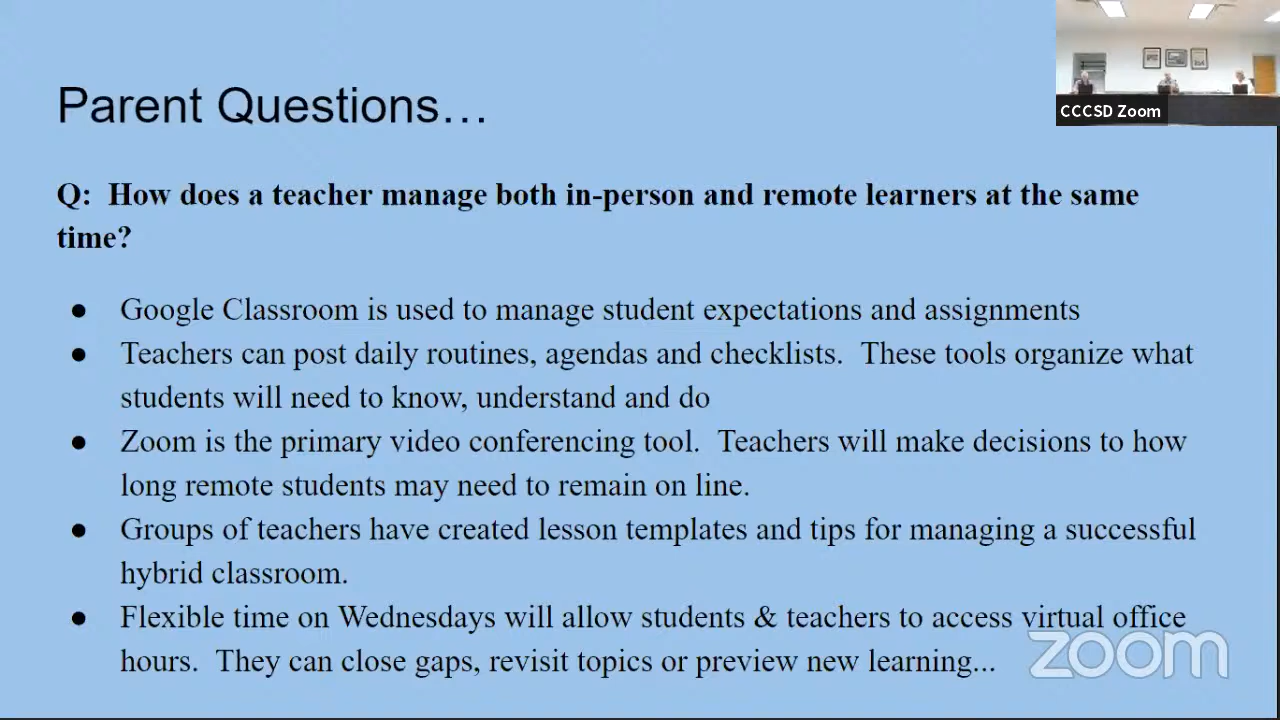 Parent Questions…
CCCSD Zoom
Q: How does a teacher manage both in-person and remote learners at the same
time?
● Google Classroom is used to manage student expectations and assignments
● Teachers can post daily routines, agendas and checklists. These tools organize what
students will need to know, understand and do
● Zoom is the primary video conferencing tool. Teachers will make decisions to how
long remote students may need to remain on line.
● Groups of teachers have created lesson templates and tips for managing a successful
hybrid classroom.
● Flexible time on Wednesdays will allow students & teachers to access virtual office
hours. They can close gaps, revisit topics or preview new learning...
zoom